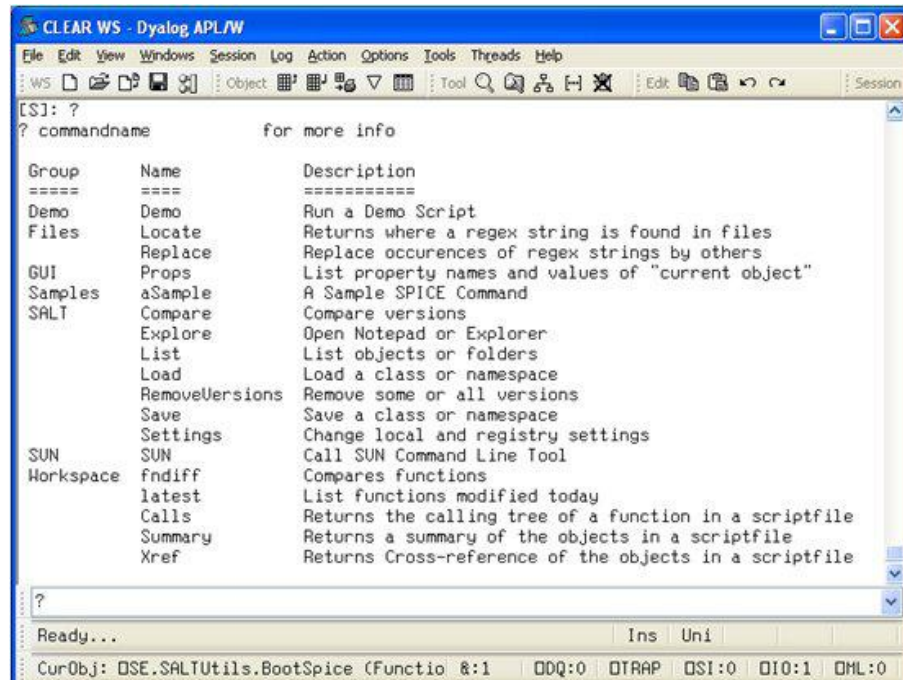 CLEAR WS - Dyalog APL/W
File Edit View Windows Session Log Action Options Tools Threads Help
WS Object Tool Edit Session
[S]: ?
? commandname for more info
Group Name Description
===== ==== ===========
Demo Demo Run a Demo Script
Files Locate Returns where a regex string is found in files
Replace Replace occurences of regex strings by others
GUI Props List property names and values of "current object"
Samples aSample A Sample SPICE Command
SALT Compare Compare versions
Explore Open Notepad or Explorer
List List objects or folders
Load Load a class or namespace
RemoveVersions Remove some or all versions
Save Save a class or namespace
Settings Change local and registry settings
SUN SUN Call SUN Command Line Tool
Workspace fndiff Compares functions
latest List functions modified today
Calls Returns the calling tree of a function in a scriptfile
Summary Returns a summary of the objects in a scriptfile
Xref Returns Cross-reference of the objects in a scriptfile
?
Ready... Ins Uni
CurObj: ⎕SE.SALTUtils.BootSpice (Functio &:1 ⎕DQ:0 ⎕TRAP ⎕SI:0 ⎕IO:1 ⎕ML:0